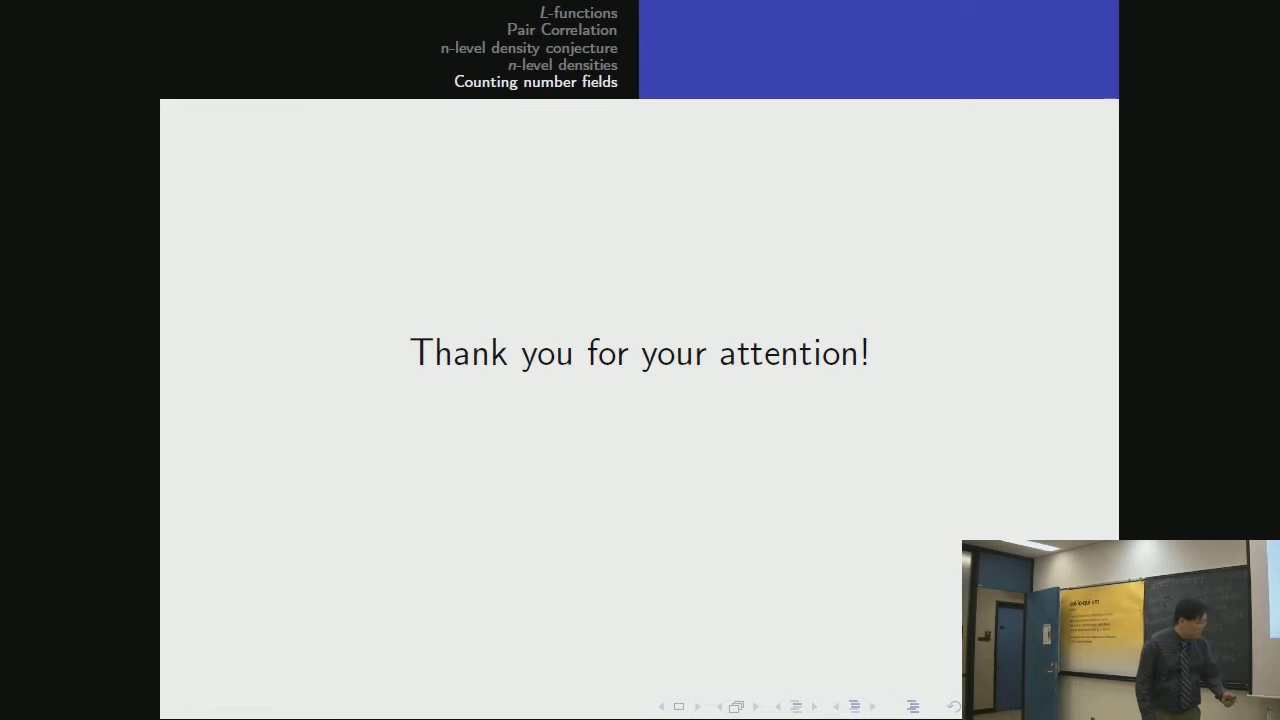 L-functions
Pair Correlation
n-level density conjecture
n-level densities
Counting number fields
Thank you for your attention!